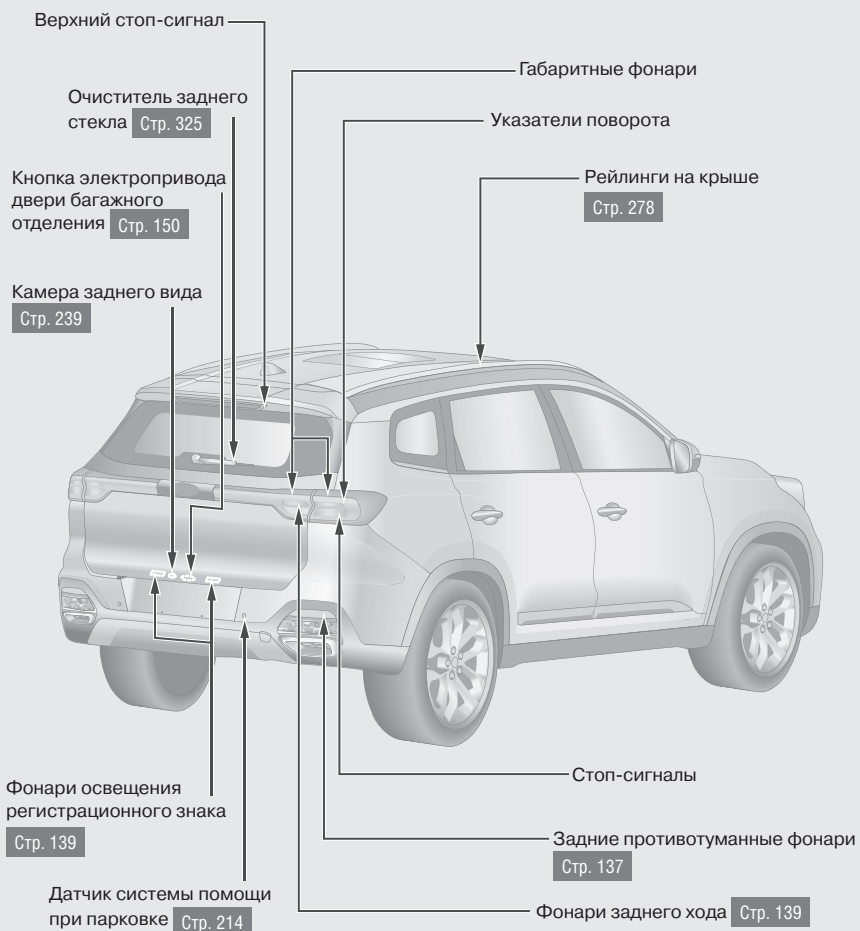 Верхний стоп-сигнал
Габаритные фонари
Очиститель заднего
стекла Стр. 325
Указатели поворота
Кнопка электропривода
двери багажного
отделения Стр. 150
Рейлинги на крыше
Стр. 278
Камера заднего вида
Стр. 239
Фонари освещения
регистрационного знака
Стр. 139
Стоп-сигналы
Задние противотуманные фонари
Стр. 137
Датчик системы помощи
при парковке Стр. 214
Фонари заднего хода Стр. 139